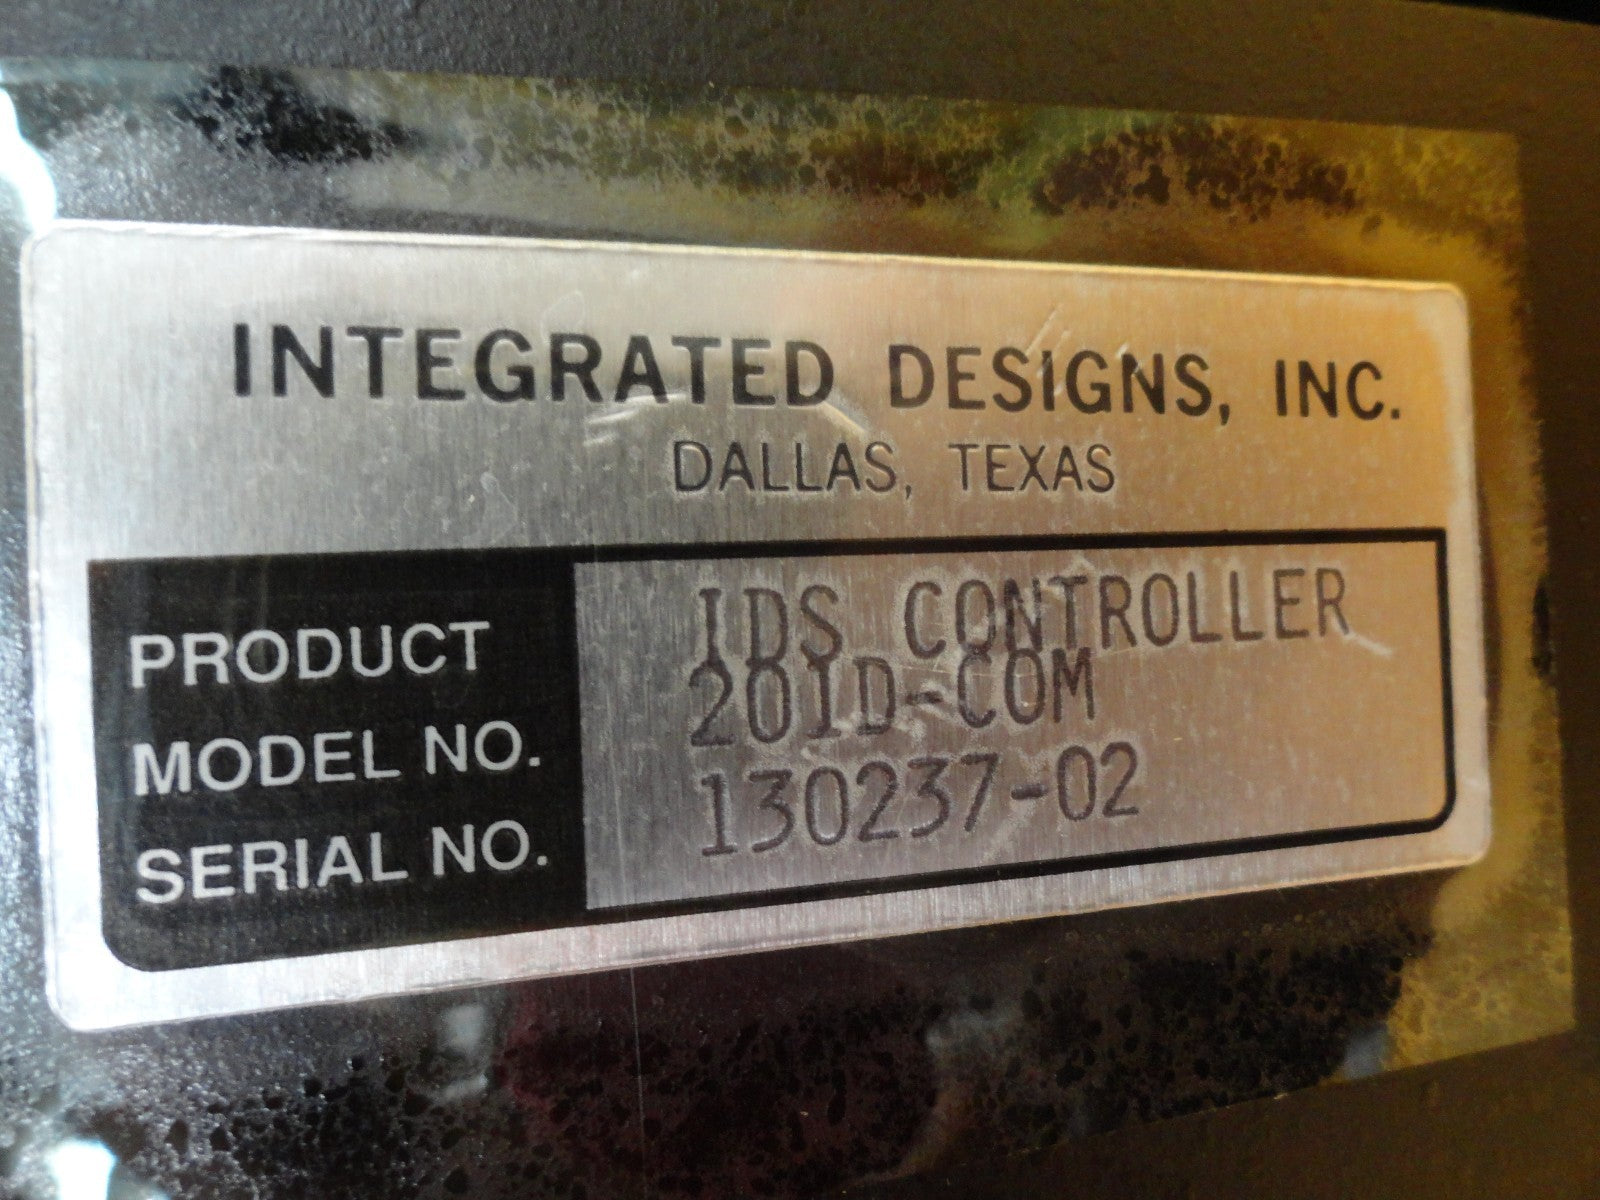 INTEGRATED DESIGNS, INC.
DALLAS, TEXAS
PRODUCT IDS CONTROLLER
MODEL NO. 201D-COM
SERIAL NO. 130237-02